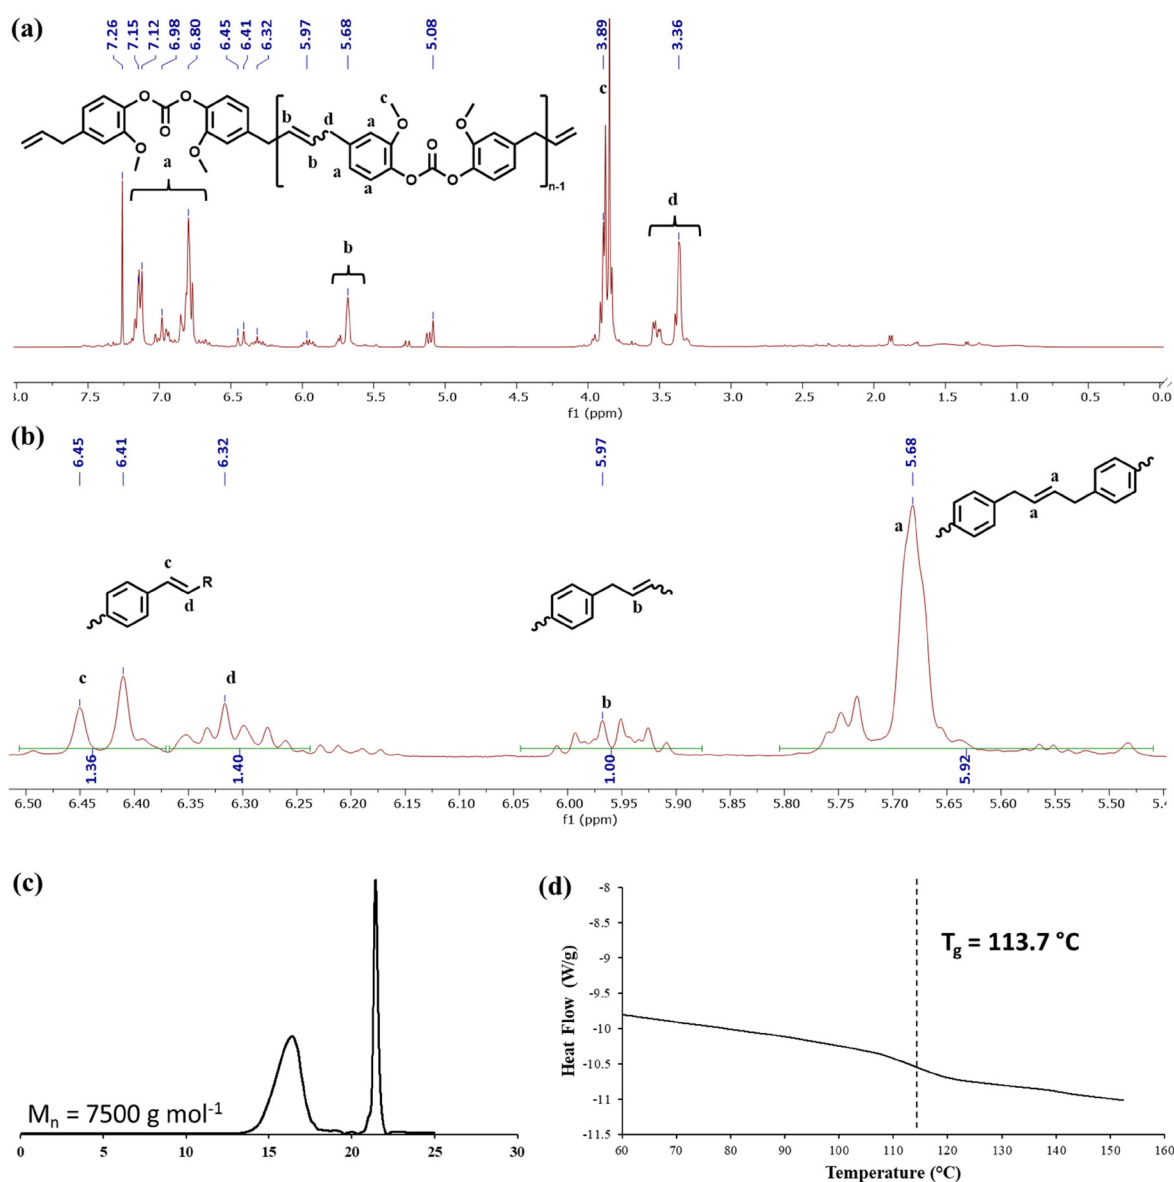 (a)
7.26
7.15
7.12
6.98
6.80
6.45
6.41
6.32
5.97
5.68
5.08
3.89
3.36
c
O O
O
O
O
a
b
d
b
c
O
a
a
a
O
O O
O
n-1
b
d
8.0 7.5 7.0 6.5 6.0 5.5 5.0 4.5 4.0 3.5 3.0 2.5 2.0 1.5 1.0 0.5 0.0
f1 (ppm)
(b)
6.45
6.41
6.32
5.97
5.68
a
a
a
c
R
d
b
c
d
b
1.36
1.40
1.00
5.92
6.50 6.45 6.40 6.35 6.30 6.25 6.20 6.15 6.10 6.05 6.00 5.95 5.90 5.85 5.80 5.75 5.70 5.65 5.60 5.55 5.50 5.4
f1 (ppm)
(c)
Mn = 7500 g mol-1
0 5 10 15 20 25 30
(d)
-8
-8.5
-9
-9.5
-10
-10.5
-11
-11.5
Heat Flow (W/g)
Tg = 113.7 °C
60 70 80 90 100 110 120 130 140 150 160
Temperature (°C)